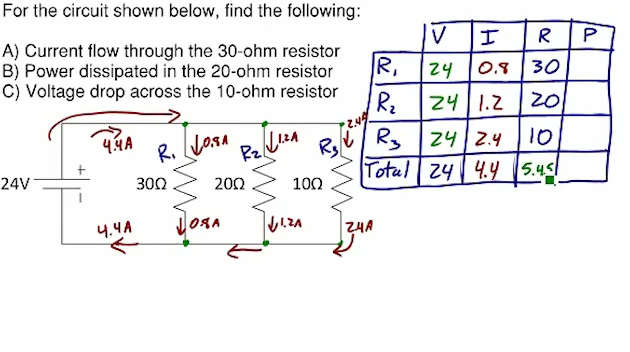 For the circuit shown below, find the following:
A) Current flow through the 30-ohm resistor
B) Power dissipated in the 20-ohm resistor
C) Voltage drop across the 10-ohm resistor
V I R P
R₁ 24 0.8 30
R₂ 24 1.2 20
R₃ 24 2.4 10
Total 24 4.4 5.45
2.4A
4.4A R₁ 0.8A R₂ 1.2A R₃
+
24V 30Ω 20Ω 10Ω
-
4.4A 0.8A 1.2A 2.4A